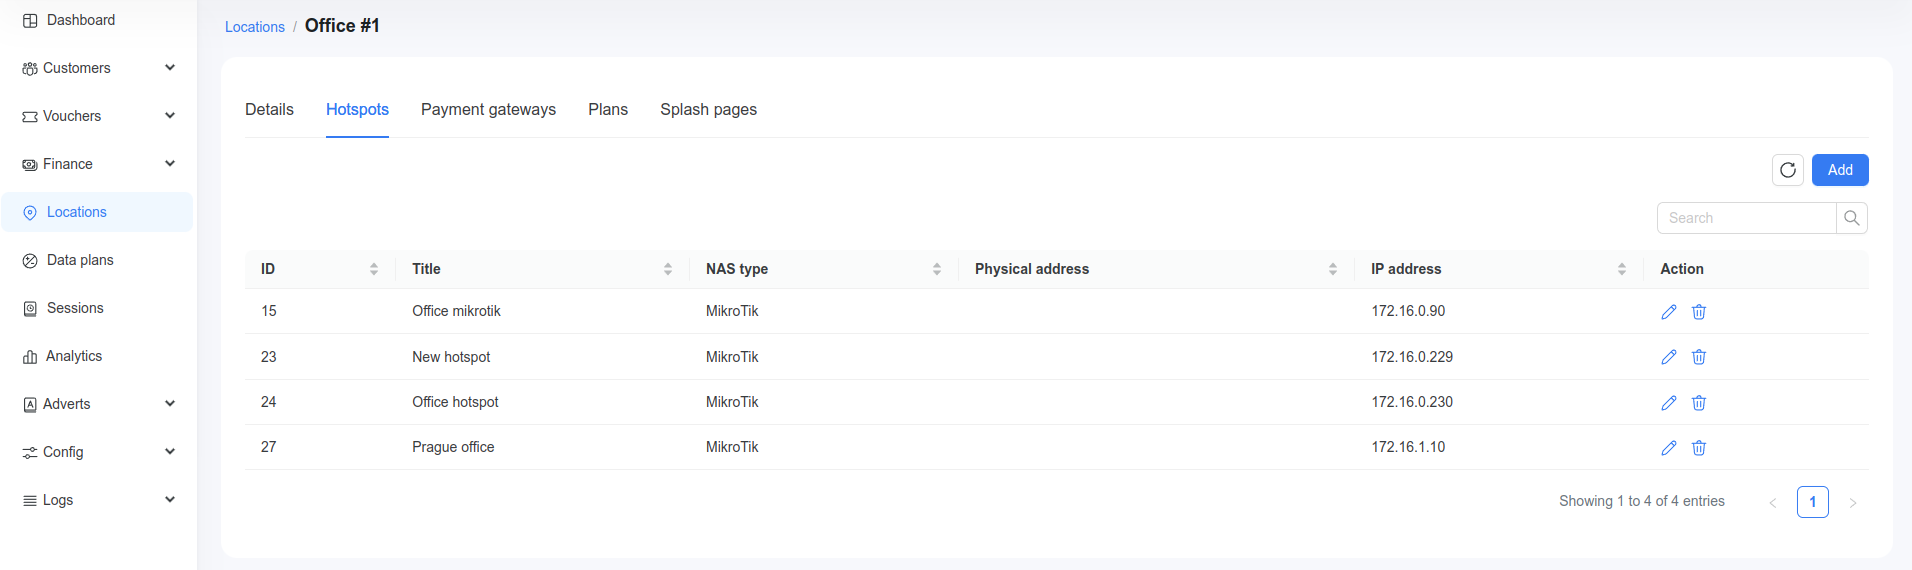 Dashboard
Customers
Vouchers
Finance
Locations
Data plans
Sessions
Analytics
Adverts
Config
Logs
Locations / Office #1
Details Hotspots Payment gateways Plans Splash pages
Add
Search
ID Title NAS type Physical address IP address Action
15 Office mikrotik MikroTik 172.16.0.90
23 New hotspot MikroTik 172.16.0.229
24 Office hotspot MikroTik 172.16.0.230
27 Prague office MikroTik 172.16.1.10
Showing 1 to 4 of 4 entries < 1 >